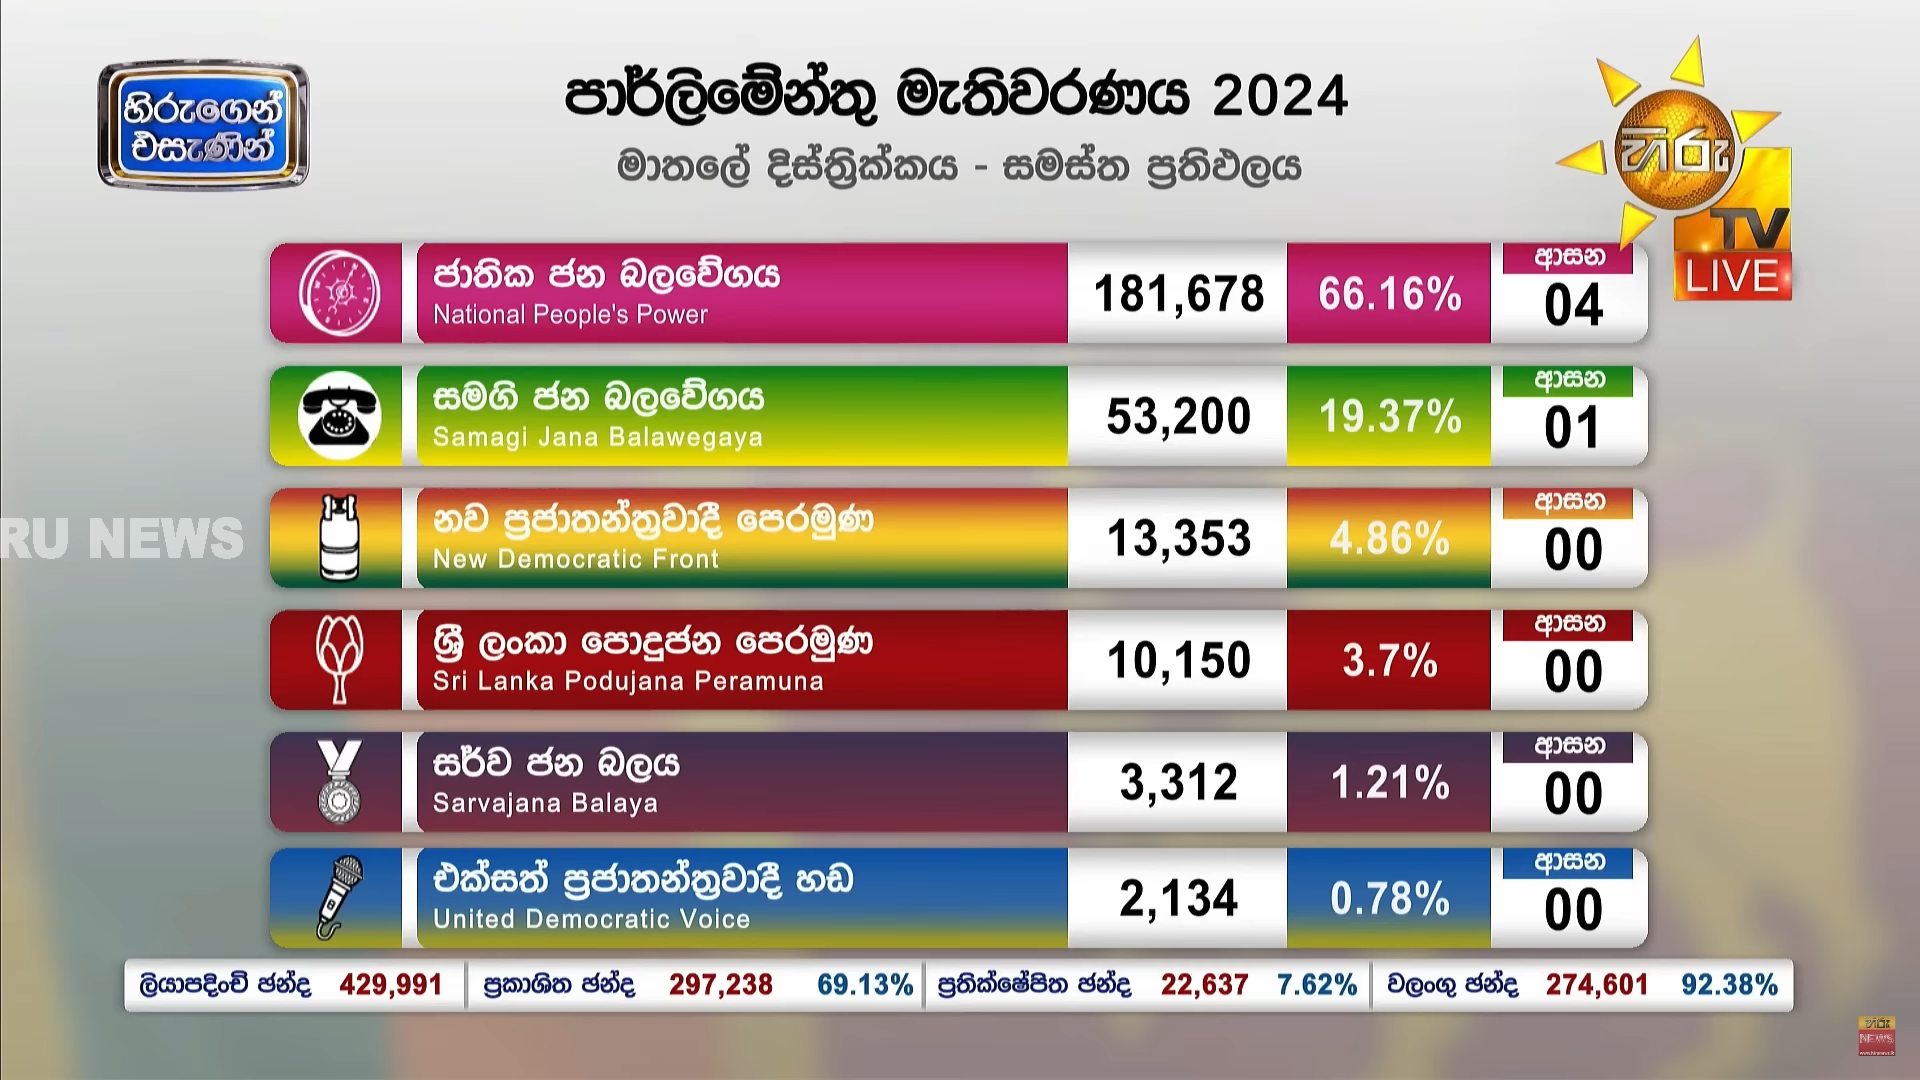 හිරුගෙන්
එසැණින්
පාර්ලිමේන්තු මැතිවරණය 2024
මාතලේ දිස්ත්‍රික්කය - සමස්ත ප්‍රතිඵලය
හිරු
TV
LIVE
ජාතික ජන බලවේගය
National People's Power
181,678
66.16%
ආසන
04
සමගි ජන බලවේගය
Samagi Jana Balawegaya
53,200
19.37%
ආසන
01
නව ප්‍රජාතන්ත්‍රවාදී පෙරමුණ
New Democratic Front
13,353
4.86%
ආසන
00
RU NEWS
ශ්‍රී ලංකා පොදුජන පෙරමුණ
Sri Lanka Podujana Peramuna
10,150
3.7%
ආසන
00
සර්ව ජන බලය
Sarvajana Balaya
3,312
1.21%
ආසන
00
එක්සත් ප්‍රජාතන්ත්‍රවාදී හඬ
United Democratic Voice
2,134
0.78%
ආසන
00
ලියාපදිංචි ඡන්ද 429,991
ප්‍රකාශිත ඡන්ද 297,238 69.13%
ප්‍රතික්ෂේපිත ඡන්ද 22,637 7.62%
වලංගු ඡන්ද 274,601 92.38%
හිරු
NEWS
www.hirunews.lk